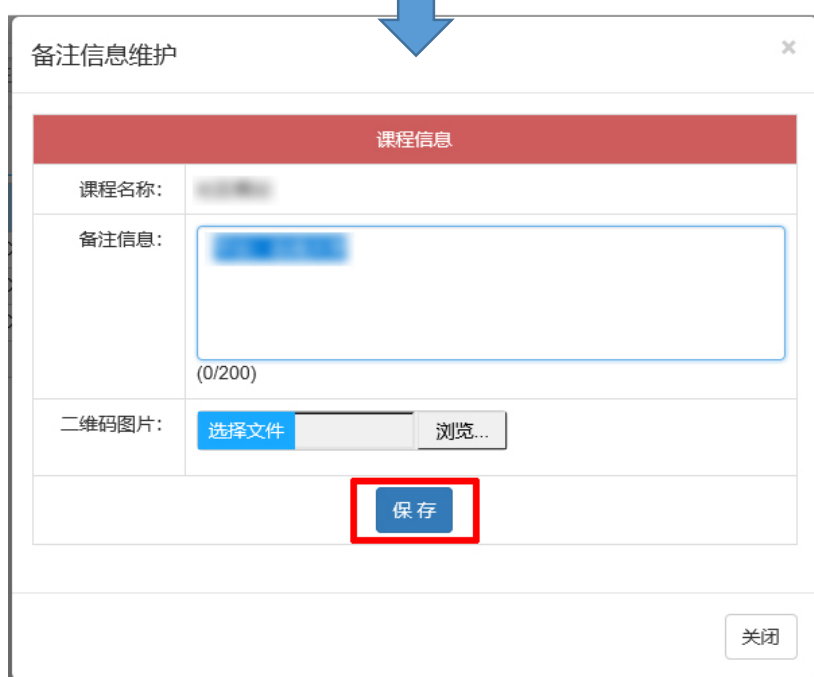 备注信息维护
×
课程信息
课程名称:
备注信息:
(0/200)
二维码图片:
选择文件 浏览...
保 存
关闭